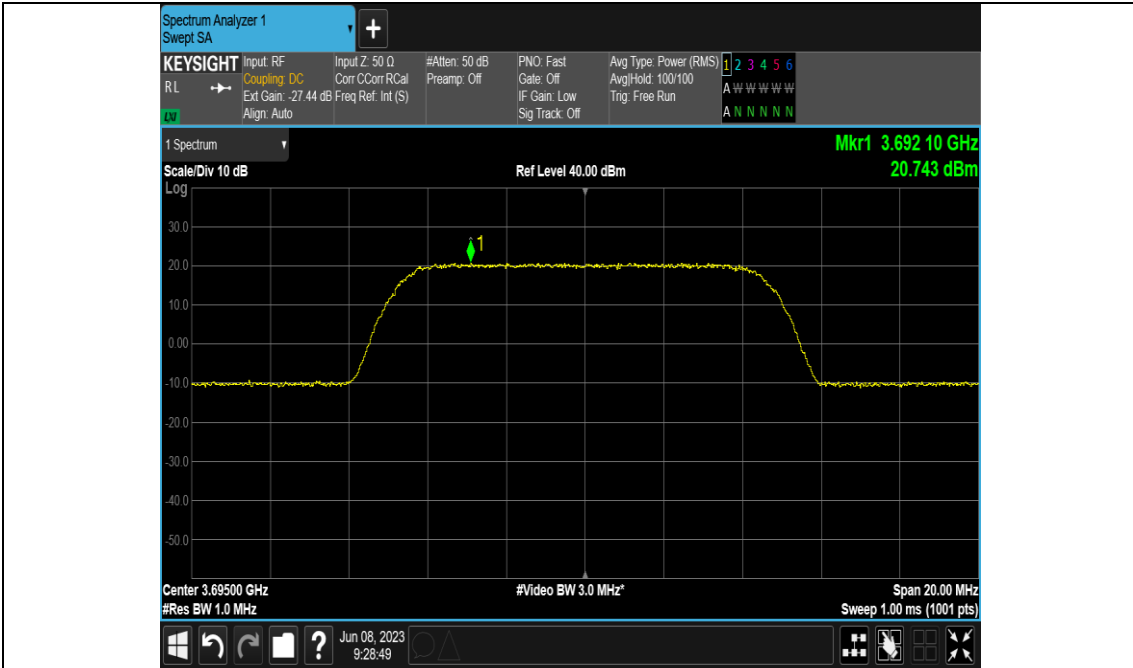 Spectrum Analyzer 1
Swept SA
+
KEYSIGHT
RL
LXI
Input: RF
Coupling: DC
Ext Gain: -27.44 dB
Align: Auto
Input Z: 50 Ω
Corr CCorr RCal
Freq Ref: Int (S)
#Atten: 50 dB
Preamp: Off
PNO: Fast
Gate: Off
IF Gain: Low
Sig Track: Off
Avg Type: Power (RMS)
Avg|Hold: 100/100
Trig: Free Run
1 2 3 4 5 6
A W W W W W
A N N N N N
1 Spectrum
Mkr1 3.692 10 GHz
Scale/Div 10 dB
Ref Level 40.00 dBm
20.743 dBm
Log
30.0
1
20.0
10.0
0.00
-10.0
-20.0
-30.0
-40.0
-50.0
Center 3.69500 GHz
#Video BW 3.0 MHz*
Span 20.00 MHz
#Res BW 1.0 MHz
Sweep 1.00 ms (1001 pts)
?
Jun 08, 2023
9:28:49